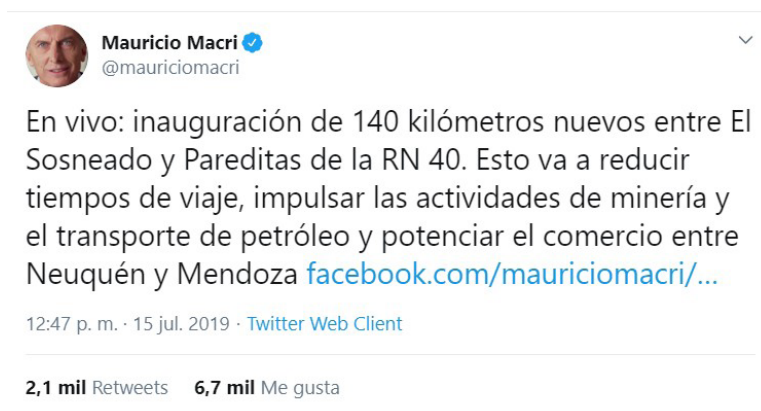 Mauricio Macri
@mauriciomacri
En vivo: inauguración de 140 kilómetros nuevos entre El
Sosneado y Pareditas de la RN 40. Esto va a reducir
tiempos de viaje, impulsar las actividades de minería y
el transporte de petróleo y potenciar el comercio entre
Neuquén y Mendoza facebook.com/mauriciomacri/...
12:47 p. m. · 15 jul. 2019 · Twitter Web Client
2,1 mil Retweets 6,7 mil Me gusta